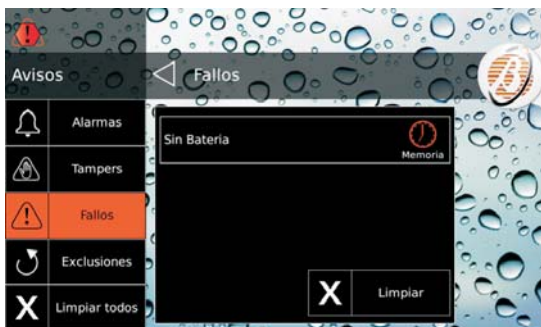 Avisos
Fallos
Alarmas
Tampers
Fallos
Exclusiones
Limpiar todos
Sin Bateria
Memoria
Limpiar